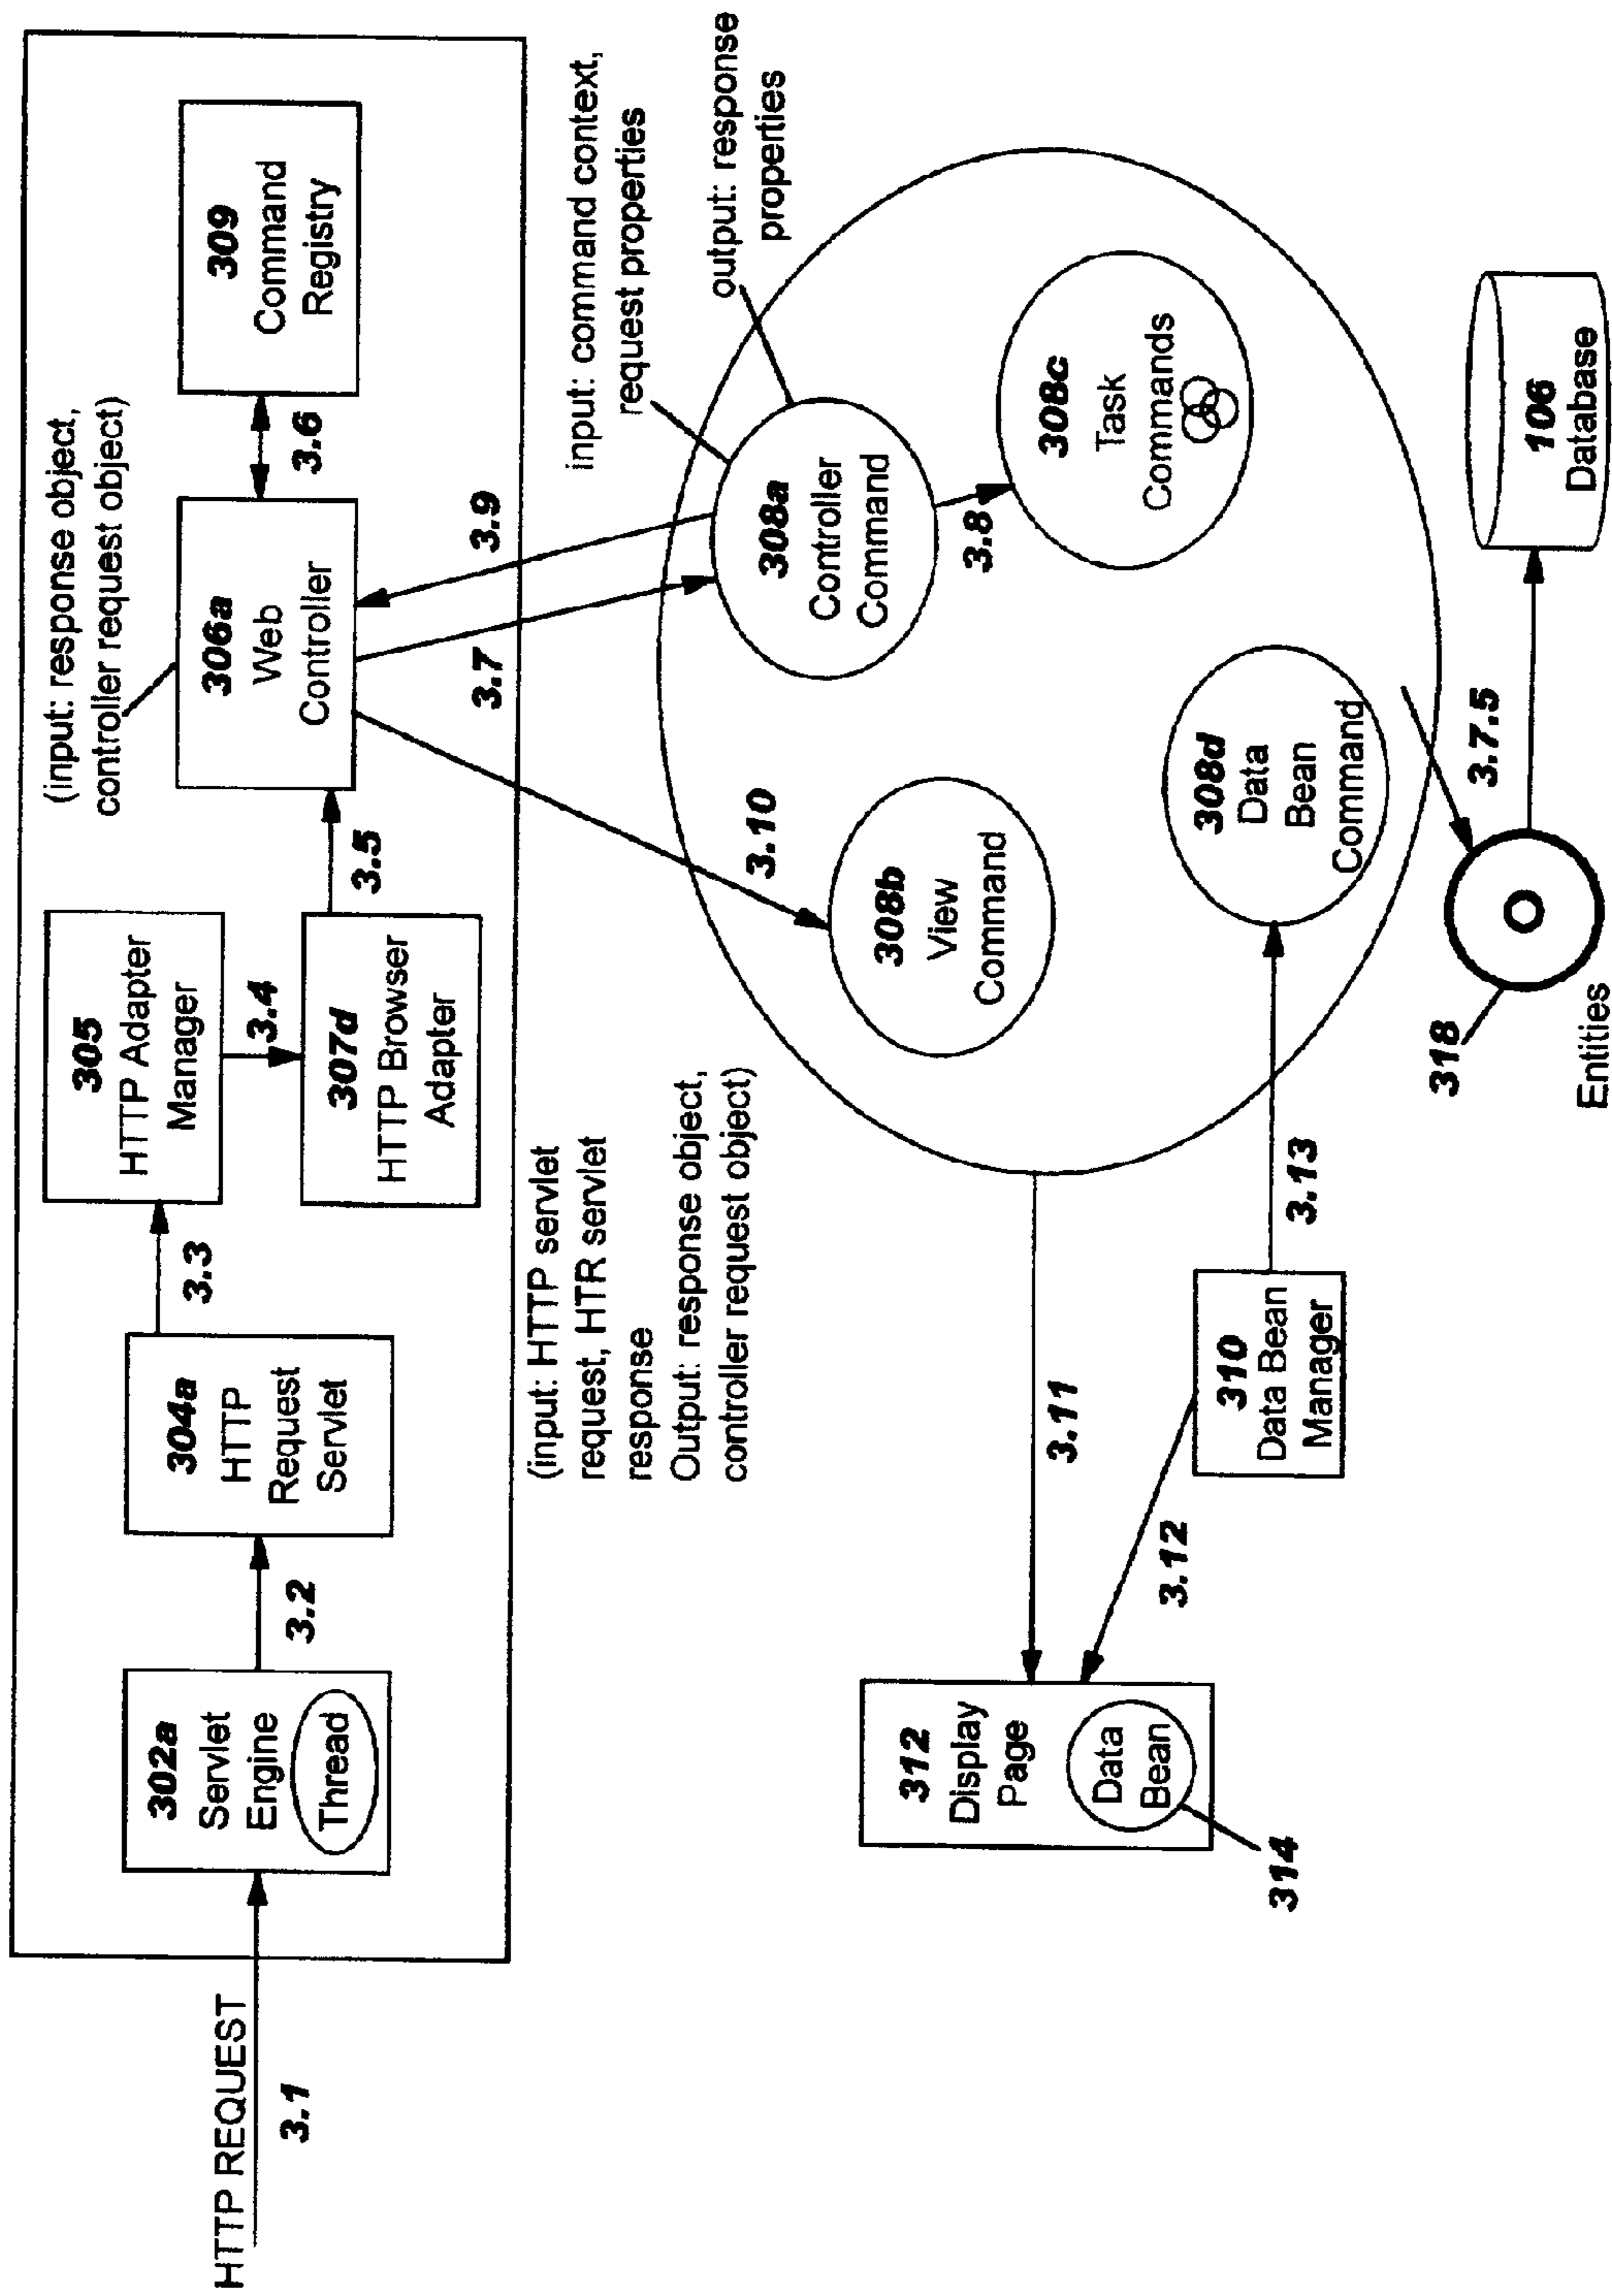 HTTP REQUEST
3.1
302a
Servlet
Engine
Thread
3.2
304a
HTTP
Request
Servlet
3.3
305
HTTP Adapter
Manager
3.4
307d
HTTP Browser
Adapter
3.5
(input: response object,
controller request object)
306a
Web
Controller
3.6
309
Command
Registry
(input: HTTP servlet
request, HTR servlet
response
Output: response object,
controller request object)
3.7
3.9
3.10
input: command context,
request properties
output: response
properties
308a
Controller
Command
3.8
308b
View
Command
308c
Task
Commands
308d
Data
Bean
Command
3.11
312
Display
Page
Data
Bean
314
3.12
310
Data Bean
Manager
3.13
3.7.5
318
Entities
106
Database